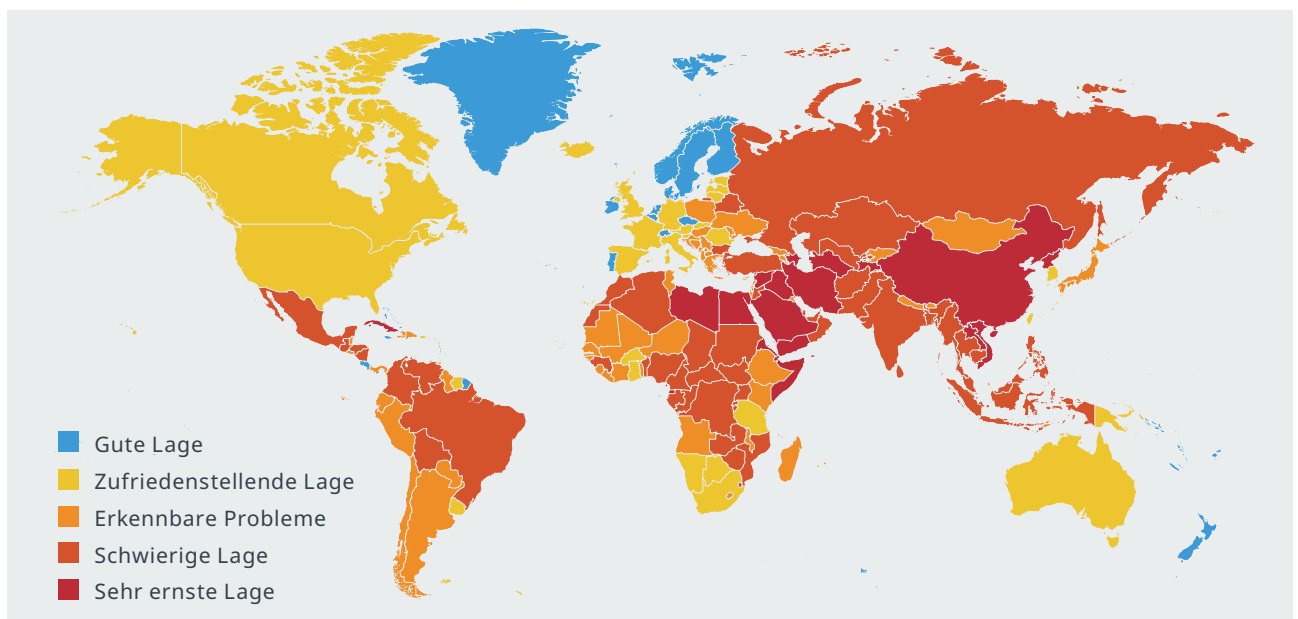 Gute Lage
Zufriedenstellende Lage
Erkennbare Probleme
Schwierige Lage
Sehr ernste Lage